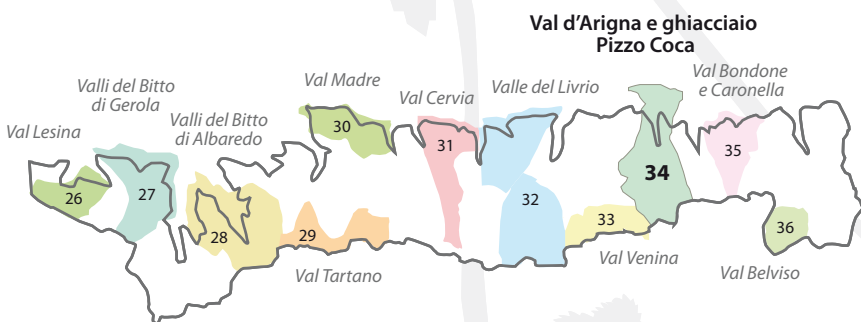 Val d'Arigna e ghiacciaio
Pizzo Coca
Valli del Bitto
di Gerola
Val Madre
Val Cervia
Valle del Livrio
Val Bondone
e Caronella
Val Lesina
Valli del Bitto
di Albaredo
26
27
28
29
30
31
32
33
34
35
36
Val Tartano
Val Venina
Val Belviso